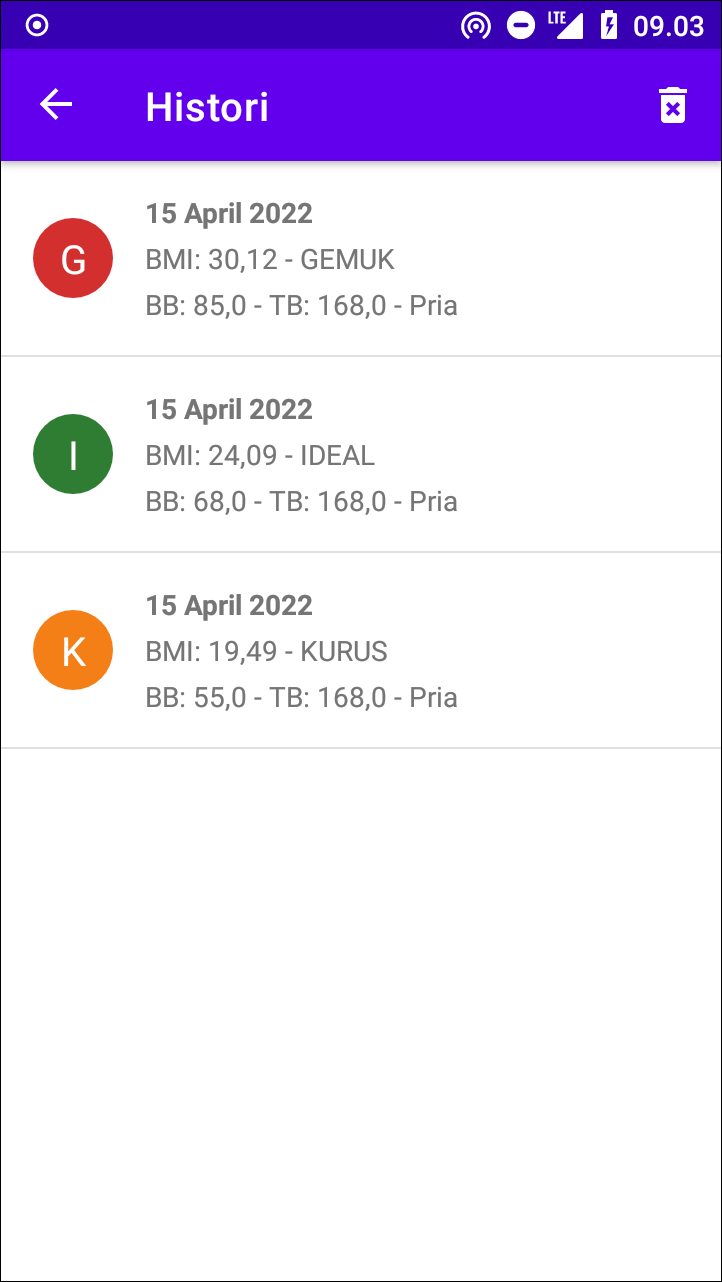 LTE 09.03
Histori
15 April 2022
G
BMI: 30,12 - GEMUK
BB: 85,0 - TB: 168,0 - Pria
15 April 2022
I
BMI: 24,09 - IDEAL
BB: 68,0 - TB: 168,0 - Pria
15 April 2022
K
BMI: 19,49 - KURUS
BB: 55,0 - TB: 168,0 - Pria